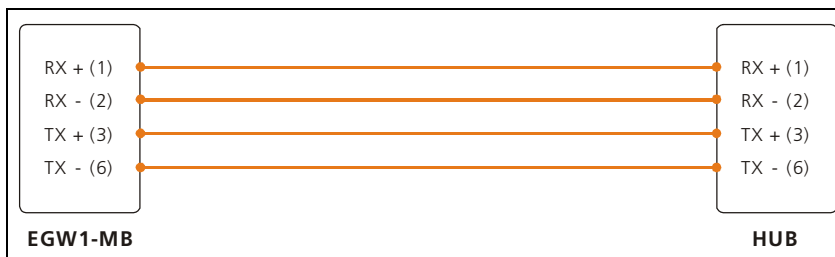 RX + (1) RX + (1)
RX - (2) RX - (2)
TX + (3) TX + (3)
TX - (6) TX - (6)
EGW1-MB HUB